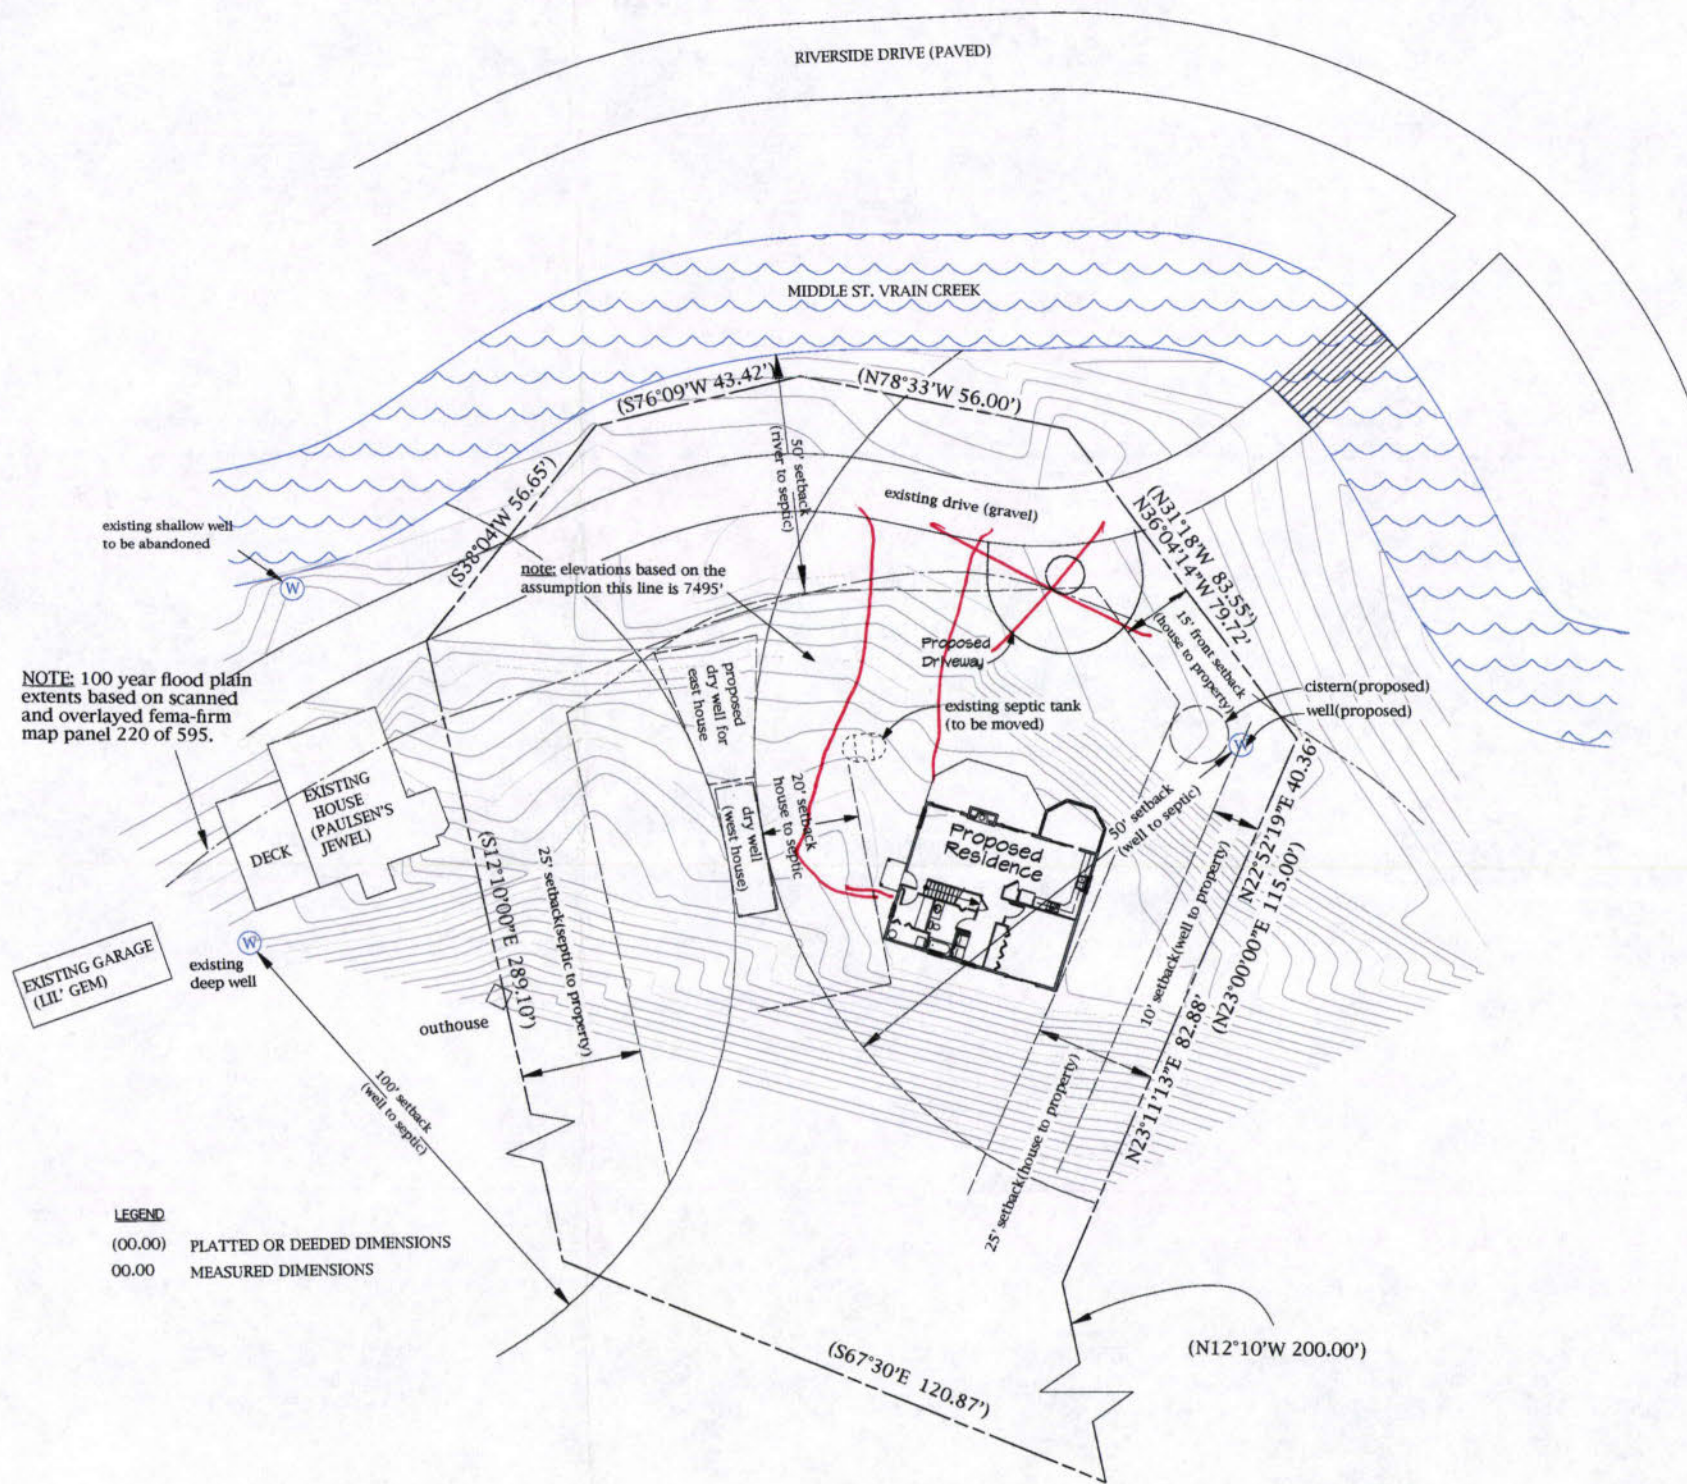 RIVERSIDE DRIVE (PAVED)
MIDDLE ST. VRAIN CREEK
(S76°09'W 43.42')
(N78°33'W 56.00')
50' setback
(river to septic)
existing drive (gravel)
(N31°18'W 83.55')
N36°04'14"W 79.72'
(S38°04'W 56.65')
existing shallow well
to be abandoned
W
note: elevations based on the
assumption this line is 7495'
15' front setback
(house to property)
Proposed
Driveway
NOTE: 100 year flood plain
extents based on scanned
and overlayed fema-firm
map panel 220 of 595.
proposed
dry well for
east house
existing septic tank
(to be moved)
cistern(proposed)
well(proposed)
W
EXISTING
HOUSE
(PAULSEN'S
JEWEL)
DECK
20' setback
house to septic
dry well
(west house)
50' setback
(well to septic)
Proposed
Residence
N22°52'19"E 40.36'
(N23°00'00"E 115.00')
(S12°10'00"E 289.10')
25' setback(septic to property)
10' setback(well to property)
EXISTING GARAGE
(LIL' GEM)
W
existing
deep well
outhouse
N23°11'13"E 82.88'
100' setback
(well to septic)
25' setback(house to property)
LEGEND
(00.00) PLATTED OR DEEDED DIMENSIONS
00.00 MEASURED DIMENSIONS
(S67°30'E 120.87')
(N12°10'W 200.00')